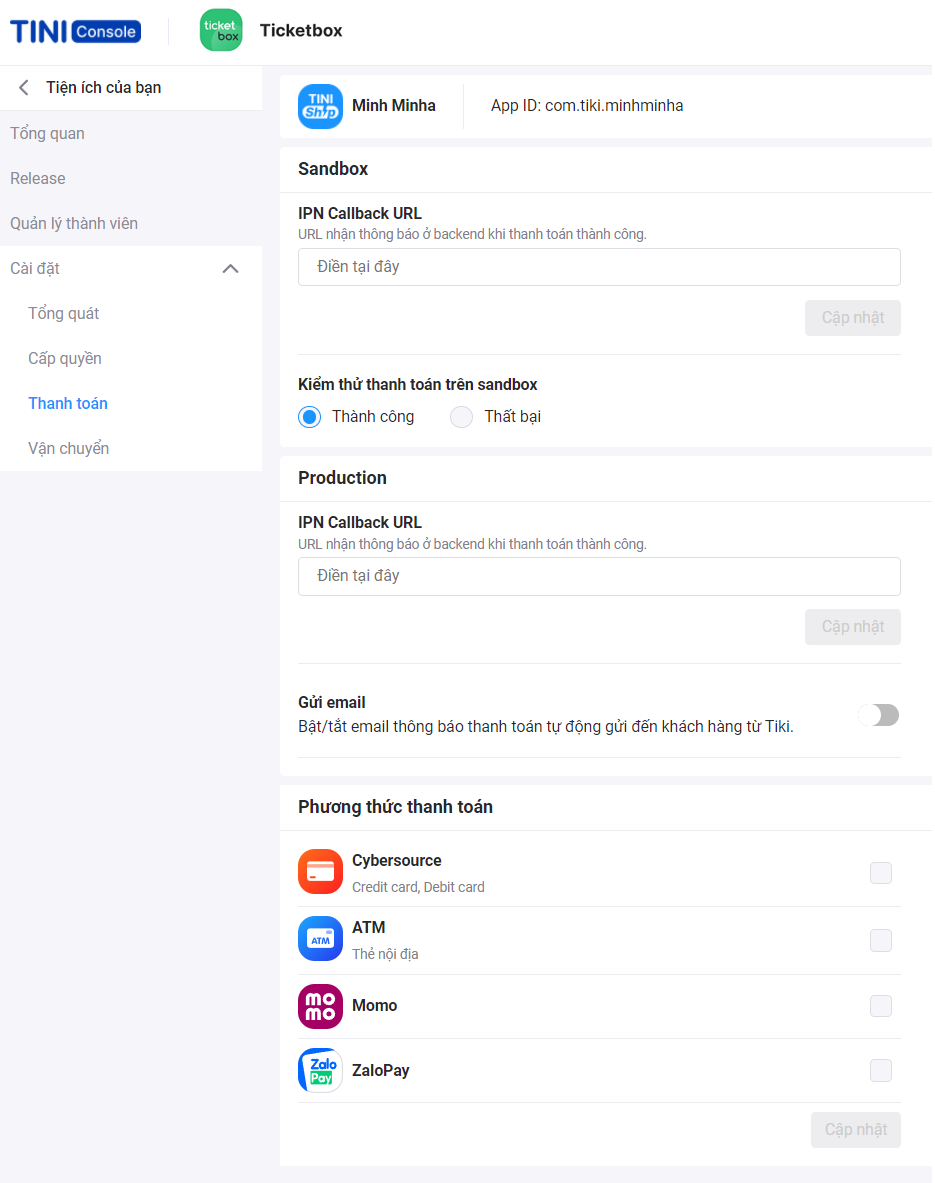 TINI Console
ticket box
Ticketbox
Tiện ích của bạn
Tổng quan
Release
Quản lý thành viên
Cài đặt
Tổng quát
Cấp quyền
Thanh toán
Vận chuyển
TINI Ship
Minh Minha
App ID: com.tiki.minhminha
Sandbox
IPN Callback URL
URL nhận thông báo ở backend khi thanh toán thành công.
Điền tại đây
Cập nhật
Kiểm thử thanh toán trên sandbox
Thành công
Thất bại
Production
IPN Callback URL
URL nhận thông báo ở backend khi thanh toán thành công.
Điền tại đây
Cập nhật
Gửi email
Bật/tắt email thông báo thanh toán tự động gửi đến khách hàng từ Tiki.
Phương thức thanh toán
Cybersource
Credit card, Debit card
ATM
ATM
Thẻ nội địa
mo mo
Momo
Zalo Pay
ZaloPay
Cập nhật